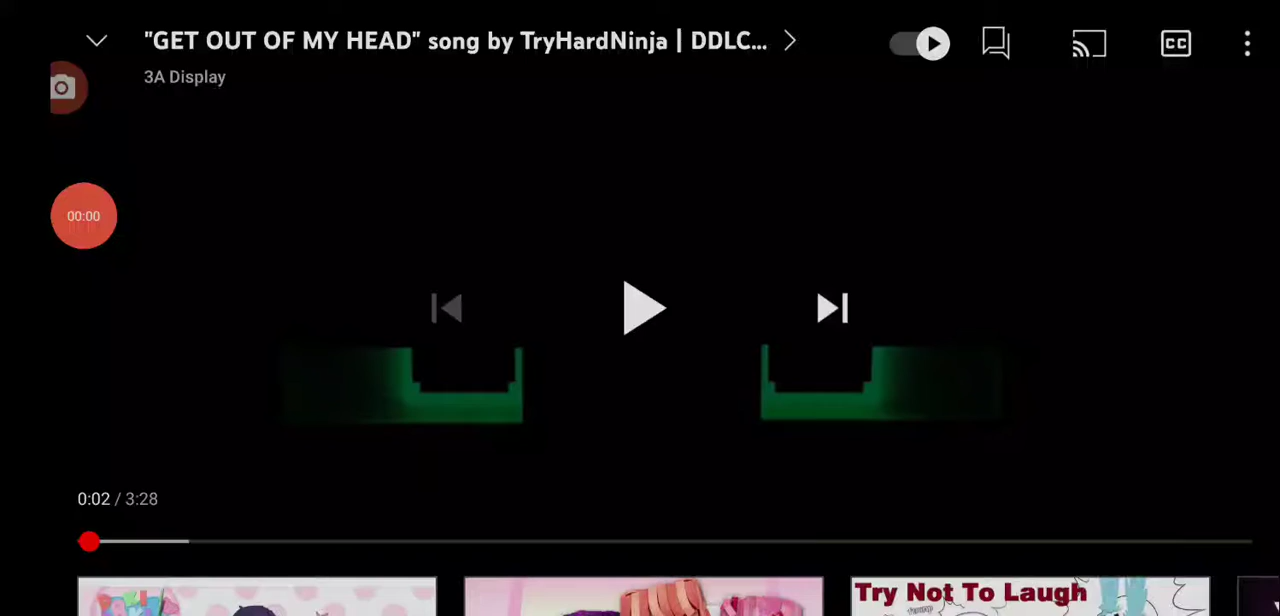 "GET OUT OF MY HEAD" song by TryHardNinja | DDLC...
3A Display
CC
00:00
0:02 / 3:28
Try Not To Laugh